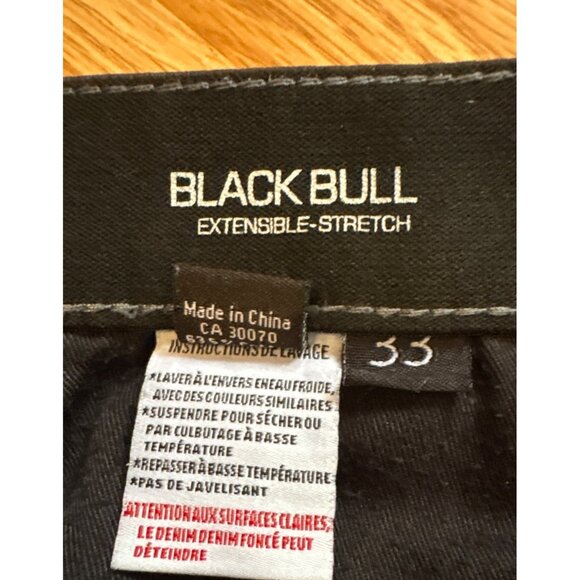 BLACK BULL
EXTENSIBLE-STRETCH
Made in China
CA 30070
33
INSTRUCTIONS DE LAVAGE
*LAVER À L'ENVERS EN EAU FROIDE,
AVEC DES COULEURS SIMILAIRES
*SUSPENDRE POUR SÉCHER OU
PAR CULBUTAGE À BASSE
TEMPÉRATURE
*REPASSER À BASSE TEMPÉRATURE
*PAS DE JAVELISANT
ATTENTION AUX SURFACES CLAIRES,
LE DENIM DENIM FONCÉ PEUT
DÉTEINDRE